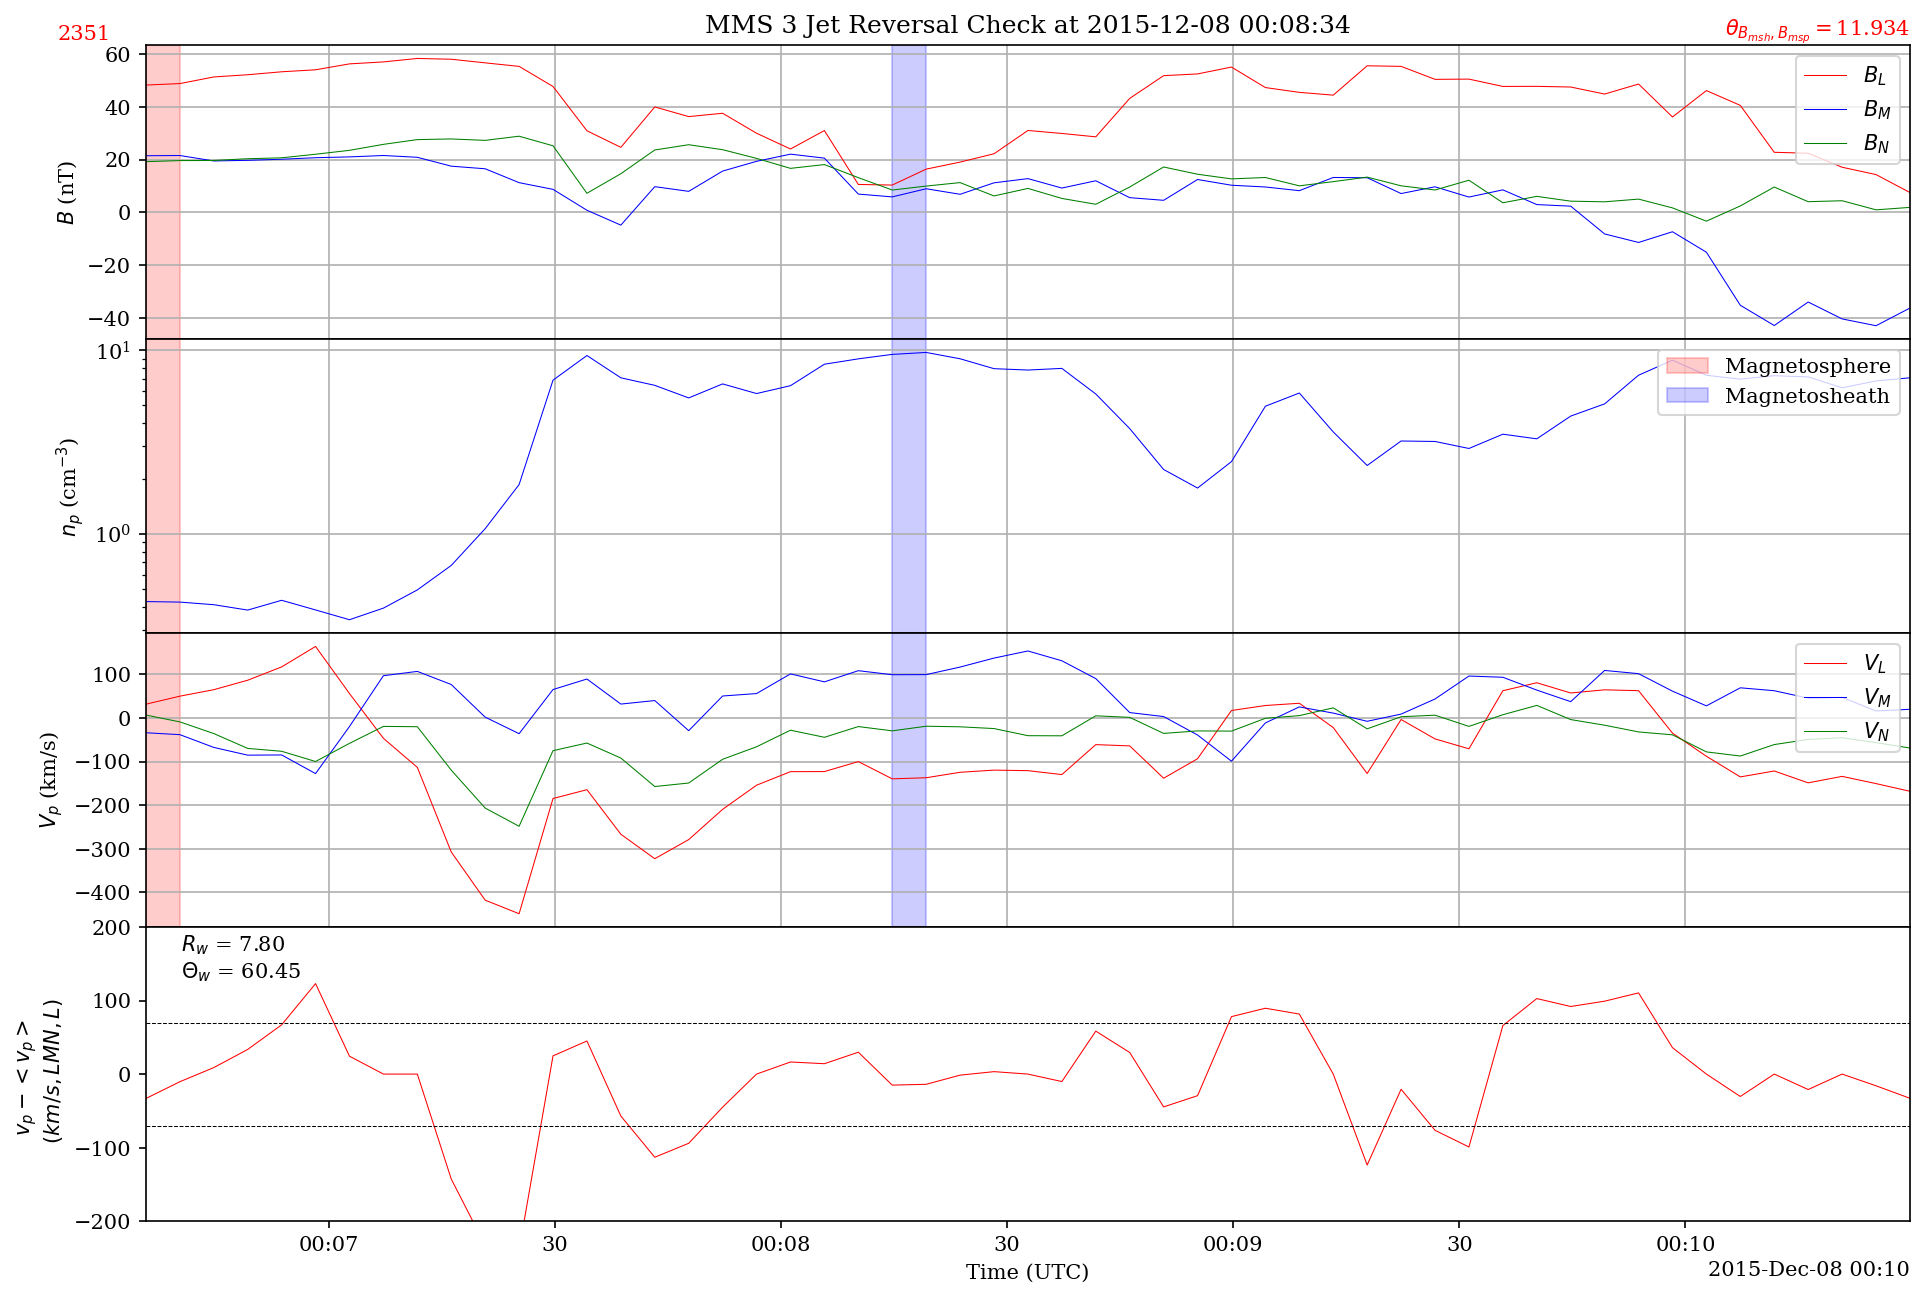 MMS 3 Jet Reversal Check at 2015-12-08 00:08:34
2351
θ_{B_{msh}, B_{msp}} = 11.934
60
40
20
0
−20
−40
B (nT)
B_L
B_M
B_N
10^1
10^0
n_p (cm^{−3})
Magnetosphere
Magnetosheath
100
0
−100
−200
−300
−400
V_p (km/s)
V_L
V_M
V_N
200
100
0
−100
−200
v_p − < v_p >
(km/s, LMN, L)
R_w = 7.80
Θ_w = 60.45
00:07
30
00:08
30
00:09
30
00:10
Time (UTC)
2015-Dec-08 00:10